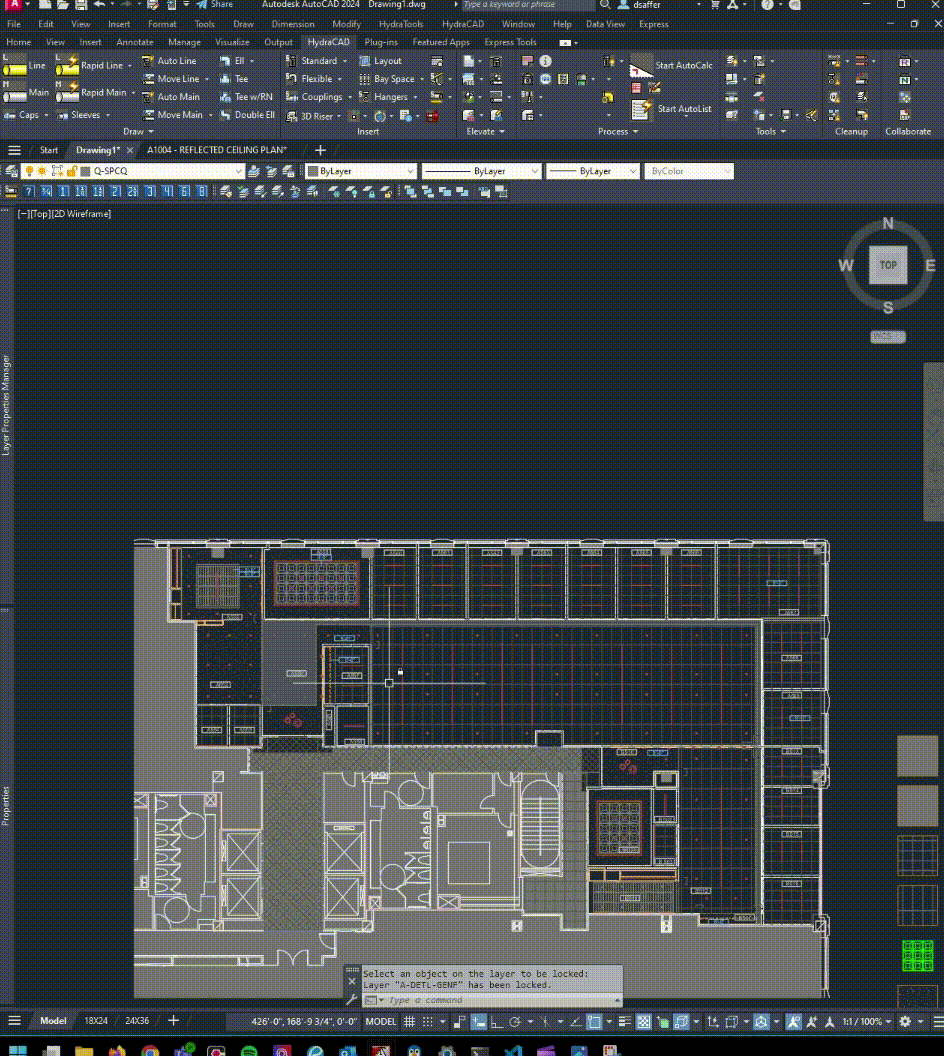 Share Autodesk AutoCAD 2024 Drawing1.dwg Type a keyword or phrase dsaffer
File Edit View Insert Format Tools Draw Dimension Modify HydraTools HydraCAD Window Help Data View Express
Home View Insert Annotate Manage Visualize Output HydraCAD Plug-ins Featured Apps Express Tools
Line Rapid Line Auto Line Ell Standard Layout Start AutoCalc
Move Line Tee Flexible Bay Space
Main Rapid Main Auto Main Tee w/RN Couplings Hangers Start AutoList
Caps Sleeves Move Main Double Ell 3D Riser
Draw Insert Elevate Process Tools Cleanup Collaborate
Start Drawing1* A1004 - REFLECTED CEILING PLAN*
Q-SPCQ ByLayer ByLayer ByLayer ByColor
[−][Top][2D Wireframe]
N
W TOP E
S
WCS
Layer Properties Manager
Properties
Select an object on the layer to be locked:
Layer "A-DETL-GENF" has been locked.
Type a command
Model 18X24 24X36 426'-0", 168'-9 3/4", 0'-0" MODEL 1:1 / 100%